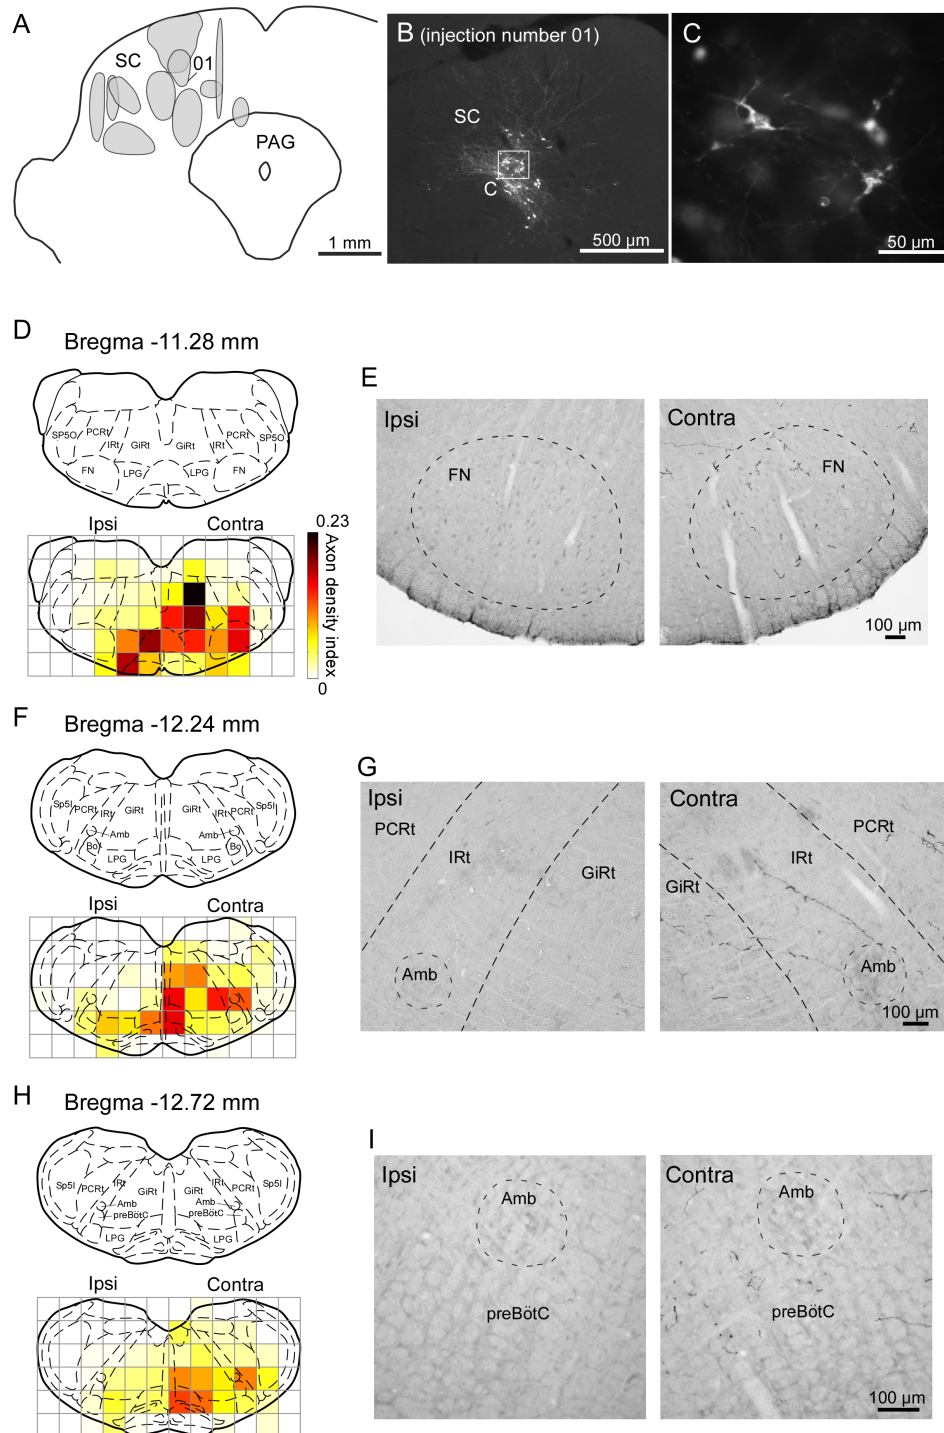 A
SC
01
PAG
1 mm
B (injection number 01)
SC
C
500 µm
C
50 µm
D
Bregma -11.28 mm
SP5O PCRt IRt GiRt GiRt IRt PCRt SP5O
FN LPG LPG FN
Ipsi Contra
0.23
Axon density index
0
E
Ipsi
FN
Contra
FN
100 µm
F
Bregma -12.24 mm
Sp5I PCRt IRt GiRt GiRt IRt PCRt Sp5I
Amb Amb
Bo Bo
LPG LPG
Ipsi Contra
G
Ipsi
PCRt
IRt
GiRt
Amb
Contra
PCRt
IRt
GiRt
Amb
100 µm
H
Bregma -12.72 mm
Sp5I PCRt IRt GiRt GiRt IRt PCRt Sp5I
Amb Amb
preBötC preBötC
LPG LPG
Ipsi Contra
I
Ipsi
Amb
preBötC
Contra
Amb
preBötC
100 µm